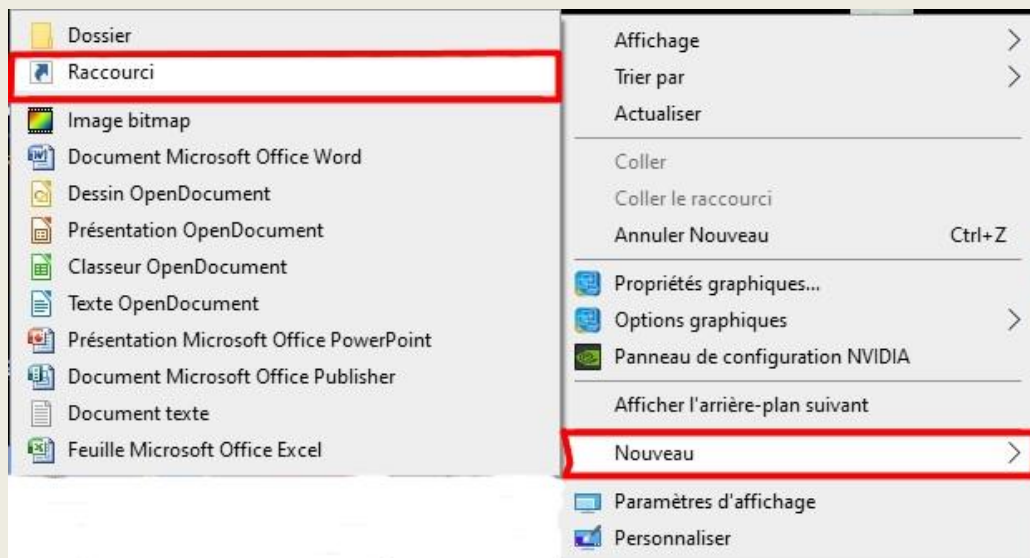 Dossier
Raccourci
Image bitmap
Document Microsoft Office Word
Dessin OpenDocument
Présentation OpenDocument
Classeur OpenDocument
Texte OpenDocument
Présentation Microsoft Office PowerPoint
Document Microsoft Office Publisher
Document texte
Feuille Microsoft Office Excel
Affichage
Trier par
Actualiser
Coller
Coller le raccourci
Annuler Nouveau Ctrl+Z
Propriétés graphiques...
Options graphiques
Panneau de configuration NVIDIA
Afficher l'arrière-plan suivant
Nouveau
Paramètres d'affichage
Personnaliser